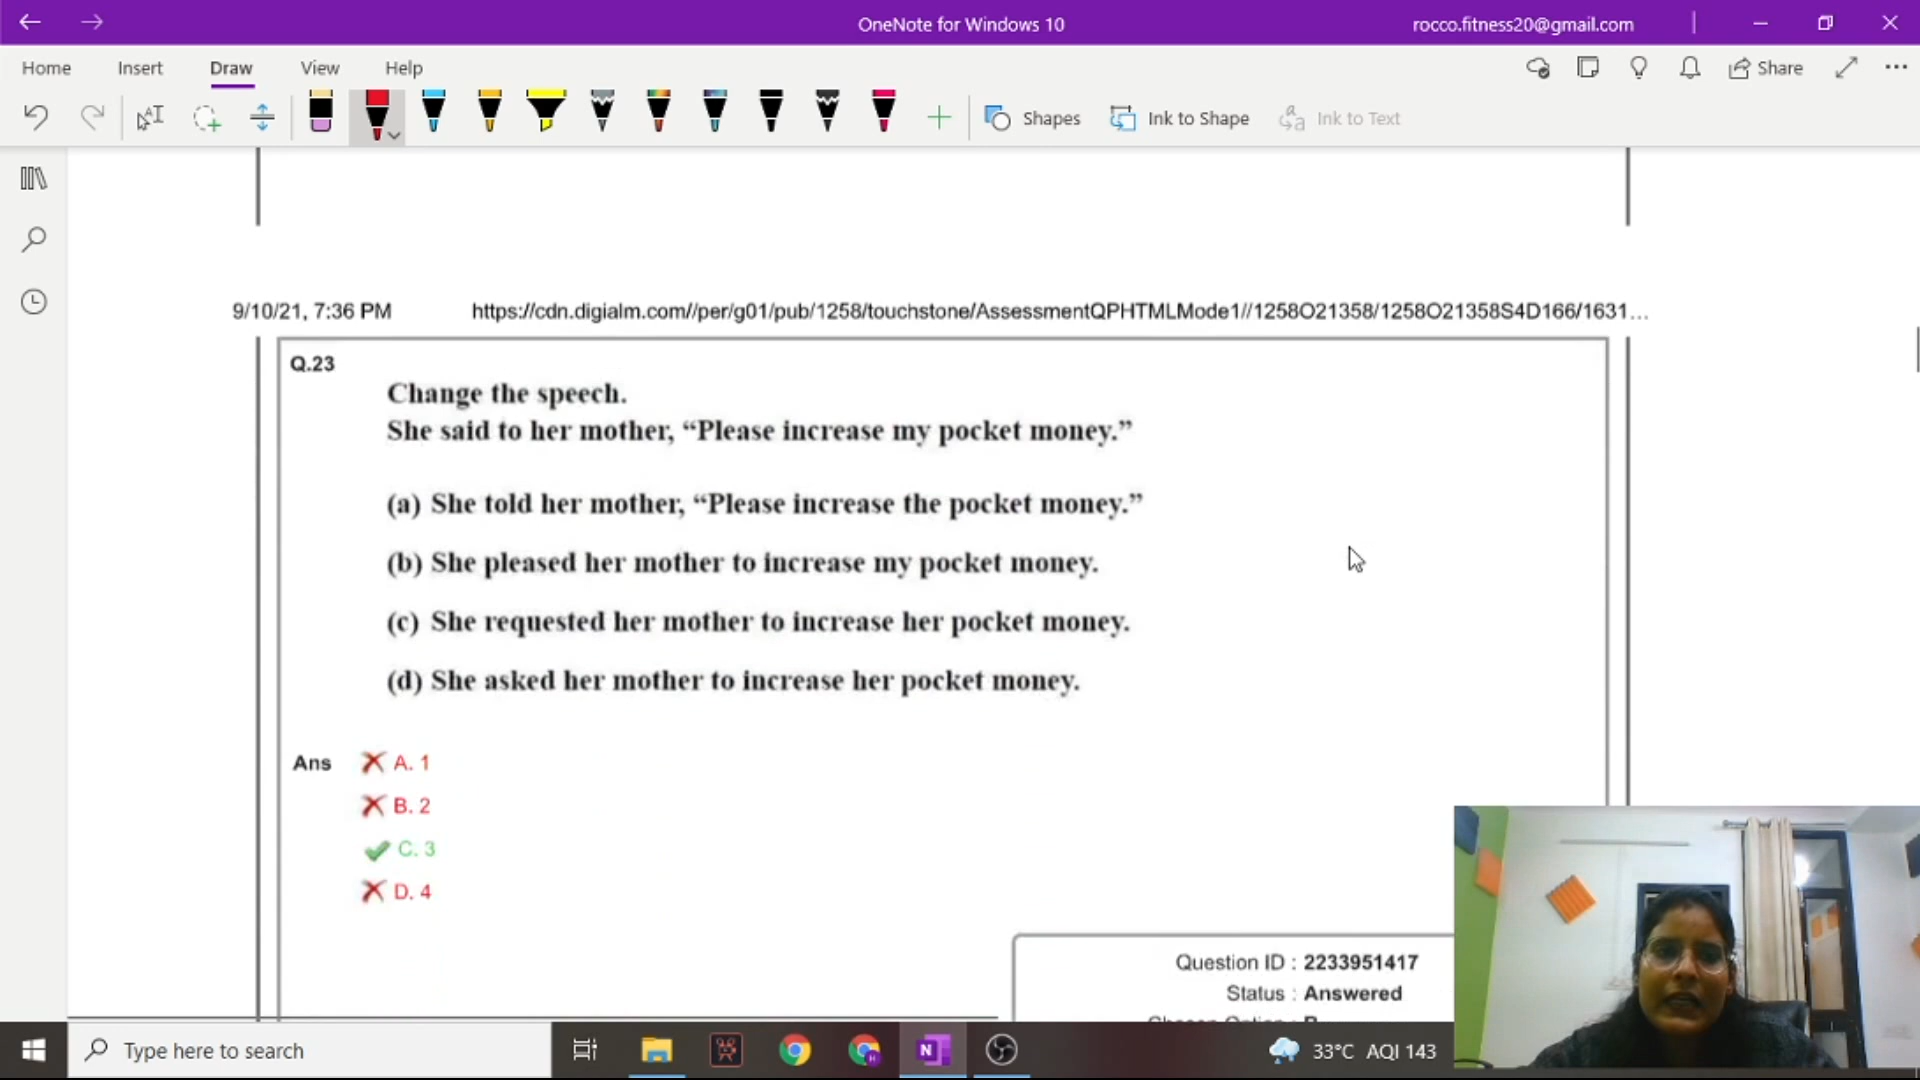 OneNote for Windows 10
rocco.fitness20@gmail.com
Home Insert Draw View Help
Share
Shapes Ink to Shape Ink to Text
9/10/21, 7:36 PM https://cdn.digialm.com//per/g01/pub/1258/touchstone/AssessmentQPHTMLMode1//1258O21358/1258O21358S4D166/1631...
Q.23
Change the speech.
She said to her mother, “Please increase my pocket money.”
(a) She told her mother, “Please increase the pocket money.”
(b) She pleased her mother to increase my pocket money.
(c) She requested her mother to increase her pocket money.
(d) She asked her mother to increase her pocket money.
Ans A. 1
B. 2
C. 3
D. 4
Question ID : 2233951417
Status : Answered
Type here to search
33°C AQI 143